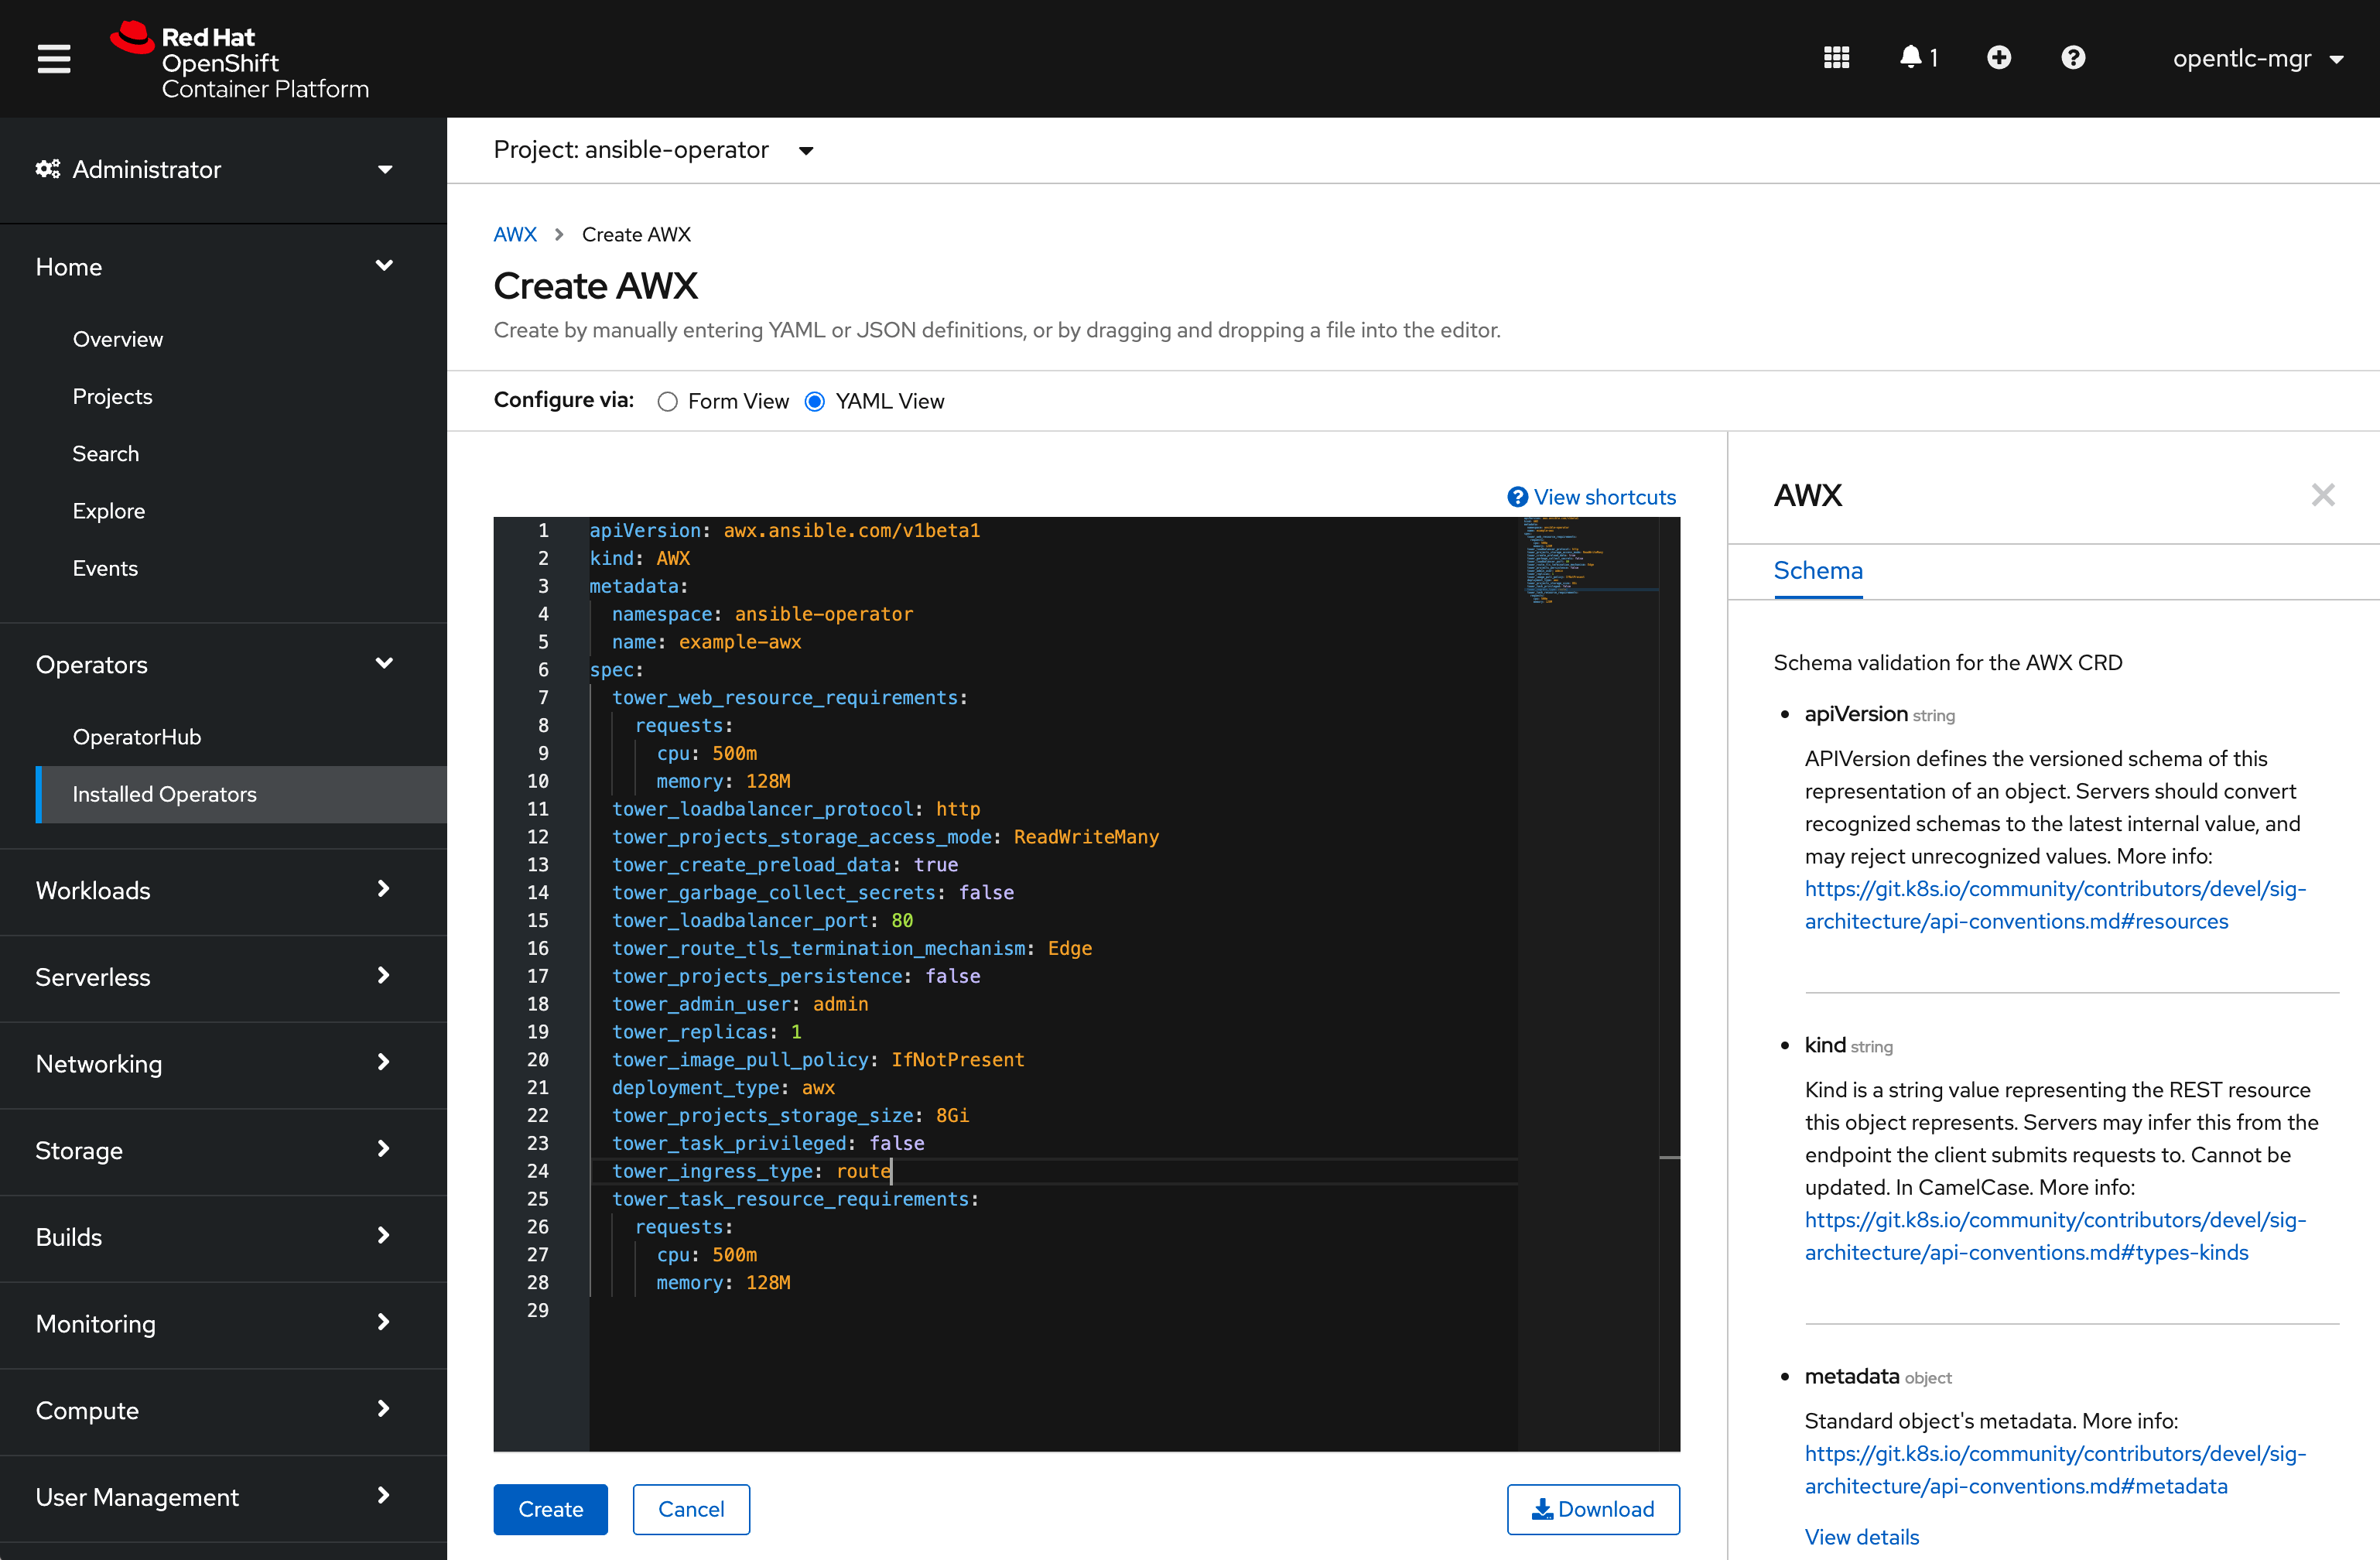 Red Hat
OpenShift
Container Platform
1
opentlc-mgr
Administrator
Home
Overview
Projects
Search
Explore
Events
Operators
OperatorHub
Installed Operators
Workloads
Serverless
Networking
Storage
Builds
Monitoring
Compute
User Management
Project: ansible-operator
AWX > Create AWX
Create AWX
Create by manually entering YAML or JSON definitions, or by dragging and dropping a file into the editor.
Configure via: Form View YAML View
View shortcuts
1 apiVersion: awx.ansible.com/v1beta1
2 kind: AWX
3 metadata:
4   namespace: ansible-operator
5   name: example-awx
6 spec:
7   tower_web_resource_requirements:
8     requests:
9       cpu: 500m
10       memory: 128M
11   tower_loadbalancer_protocol: http
12   tower_projects_storage_access_mode: ReadWriteMany
13   tower_create_preload_data: true
14   tower_garbage_collect_secrets: false
15   tower_loadbalancer_port: 80
16   tower_route_tls_termination_mechanism: Edge
17   tower_projects_persistence: false
18   tower_admin_user: admin
19   tower_replicas: 1
20   tower_image_pull_policy: IfNotPresent
21   deployment_type: awx
22   tower_projects_storage_size: 8Gi
23   tower_task_privileged: false
24   tower_ingress_type: route
25   tower_task_resource_requirements:
26     requests:
27       cpu: 500m
28       memory: 128M
29
Create
Cancel
Download
AWX
Schema
Schema validation for the AWX CRD
• apiVersion string
APIVersion defines the versioned schema of this
representation of an object. Servers should convert
recognized schemas to the latest internal value, and
may reject unrecognized values. More info:
https://git.k8s.io/community/contributors/devel/sig-
architecture/api-conventions.md#resources
• kind string
Kind is a string value representing the REST resource
this object represents. Servers may infer this from the
endpoint the client submits requests to. Cannot be
updated. In CamelCase. More info:
https://git.k8s.io/community/contributors/devel/sig-
architecture/api-conventions.md#types-kinds
• metadata object
Standard object's metadata. More info:
https://git.k8s.io/community/contributors/devel/sig-
architecture/api-conventions.md#metadata
View details